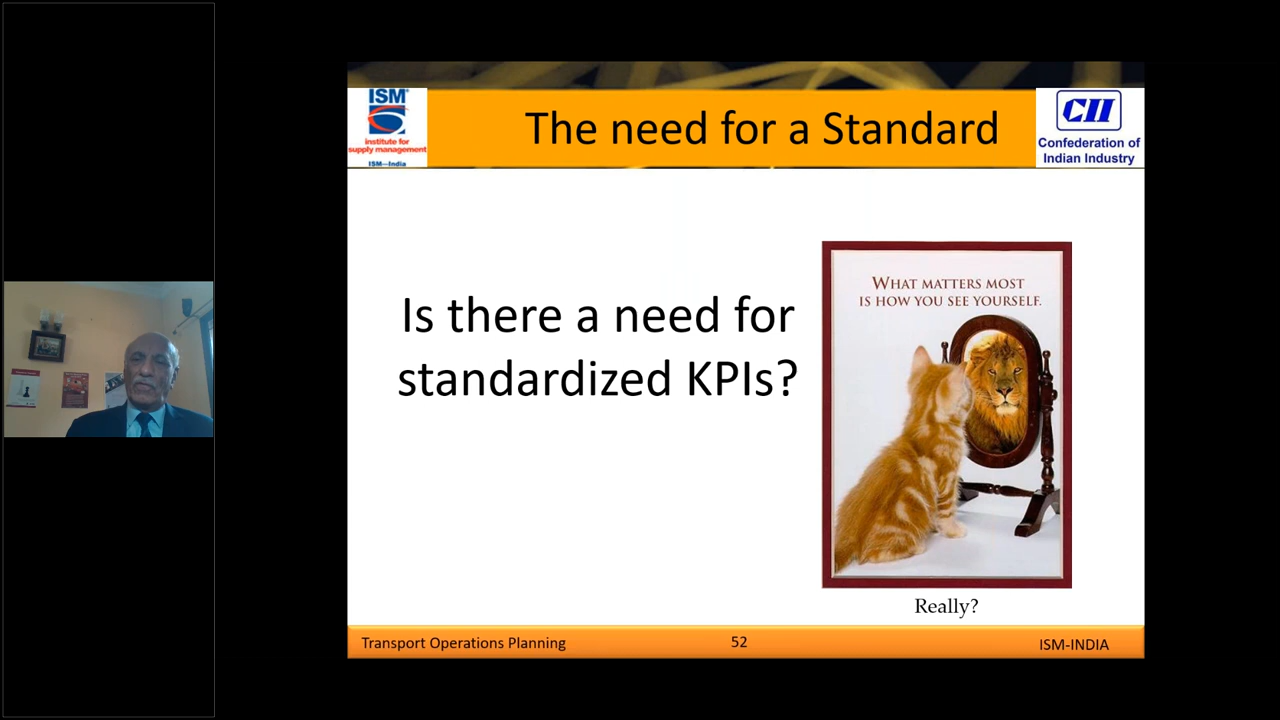 ISM®
institute for
supply management
ISM—India
The need for a Standard
CII
Confederation of
Indian Industry
Is there a need for
standardized KPIs?
WHAT MATTERS MOST
IS HOW YOU SEE YOURSELF.
Really?
Transport Operations Planning
52
ISM-INDIA